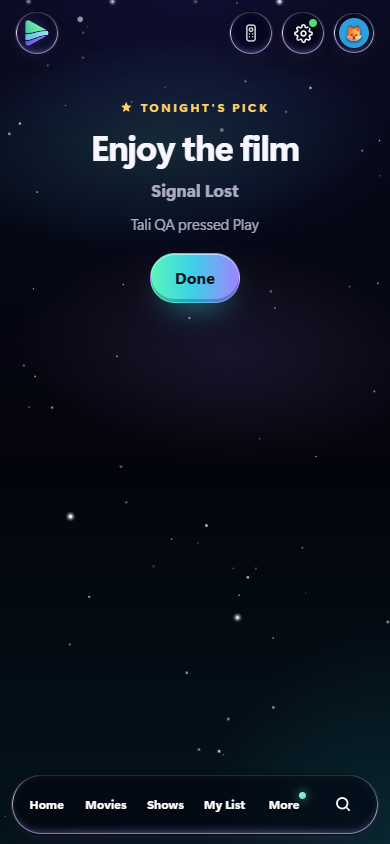 ★ TONIGHT'S PICK
Enjoy the film
Signal Lost
Tali QA pressed Play
Done
Home Movies Shows My List More